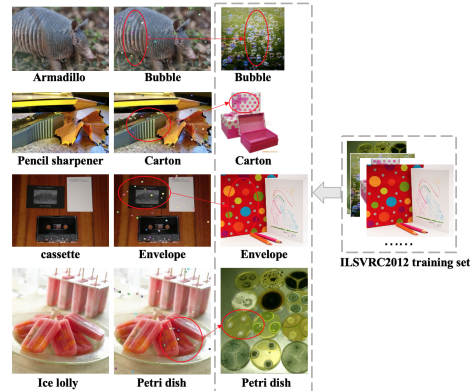 Armadillo Bubble Bubble
Pencil sharpener Carton Carton
cassette Envelope Envelope
Ice lolly Petri dish Petri dish
......
ILSVRC2012 training set